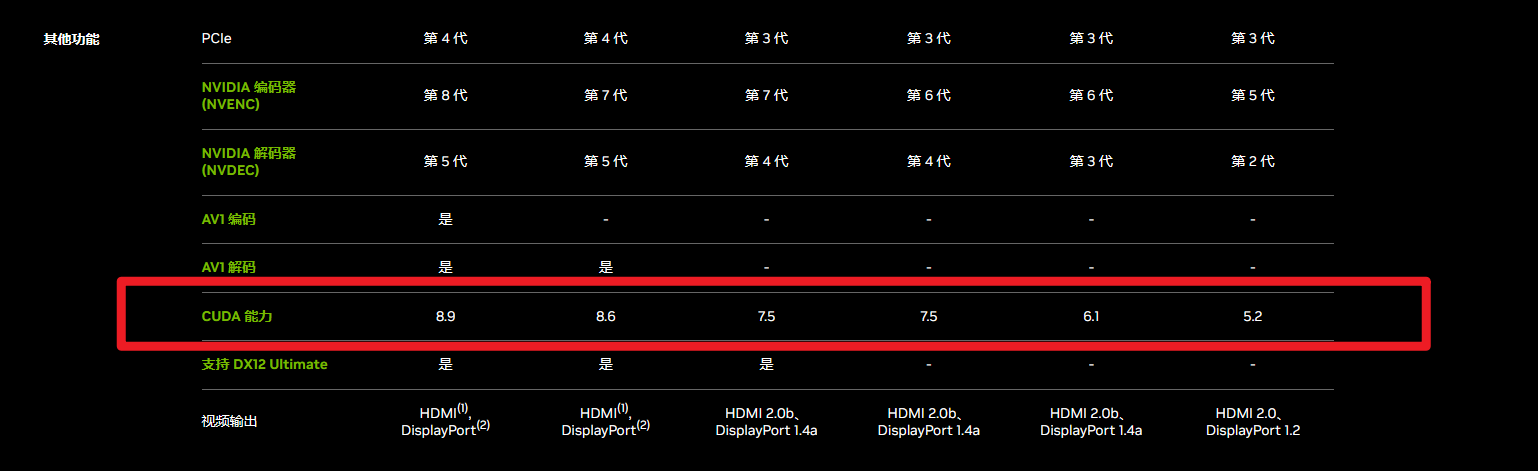 其他功能 PCIe 第 4 代 第 4 代 第 3 代 第 3 代 第 3 代 第 3 代
NVIDIA 编码器
(NVENC) 第 8 代 第 7 代 第 7 代 第 6 代 第 6 代 第 5 代
NVIDIA 解码器
(NVDEC) 第 5 代 第 5 代 第 4 代 第 4 代 第 3 代 第 2 代
AV1 编码 是 - - - - -
AV1 解码 是 是 - - - -
CUDA 能力 8.9 8.6 7.5 7.5 6.1 5.2
支持 DX12 Ultimate 是 是 是 - - -
视频输出 HDMI(1), HDMI(1), HDMI 2.0b、 HDMI 2.0b、 HDMI 2.0b、 HDMI 2.0、
DisplayPort(2) DisplayPort(2) DisplayPort 1.4a DisplayPort 1.4a DisplayPort 1.4a DisplayPort 1.2